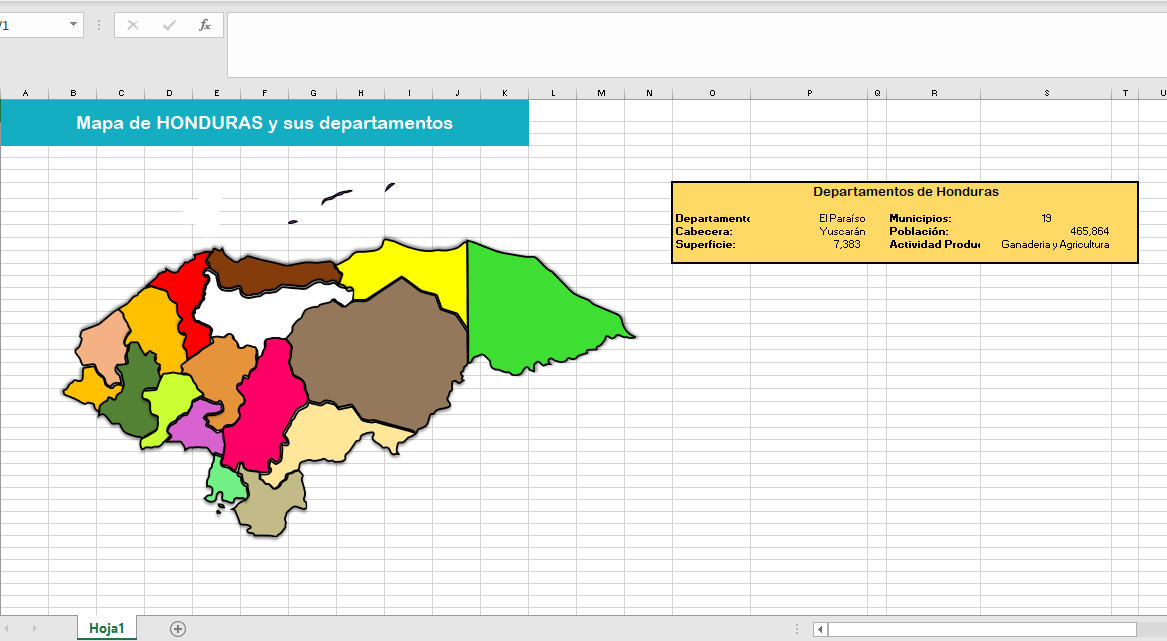 /1
fx
A B C D E F G H I J K L M N O P Q R S T U
Mapa de HONDURAS y sus departamentos
Departamentos de Honduras
Departamento El Paraíso Municipios: 19
Cabecera: Yuscarán Población: 465,864
Superficie: 7,383 Actividad Produc Ganaderia y Agricultura
Hoja1